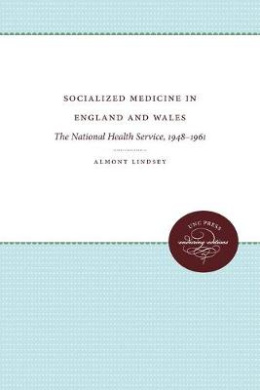 SOCIALIZED MEDICINE IN
ENGLAND AND WALES
The National Health Service, 1948–1961
ALMONT LINDSEY
UNC PRESS
enduring editions